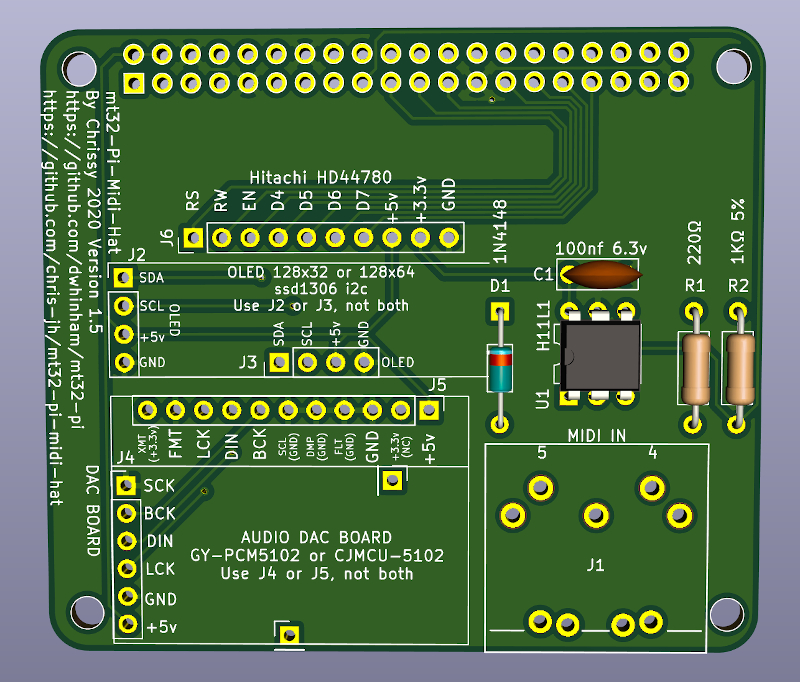 mt32-Pi-Midi-Hat
By Chrissy 2020 Version 1.5
https://github.com/dwhinham/mt32-pi
https://github.com/chris-jh/mt32-pi-midi-hat
Hitachi HD44780
RS
RW
EN
D4
D5
D6
D7
+5v
+3.3v
GND
J6
J2
SDA
SCL
+5v
GND
OLED
OLED 128x32 or 128x64
ssd1306 i2c
Use J2 or J3, not both
SDA
SCL
+5v
GND
J3
OLED
1N4148
D1
100nf 6.3v
C1
H11L1
U1
220Ω
R1
1KΩ 5%
R2
J5
XMT
(+3.3v)
FMT
LCK
DIN
BCK
SCL
(GND)
DMP
(GND)
FLT
(GND)
GND
+3.3v
(NC)
+5v
J4
SCK
BCK
DIN
LCK
GND
+5v
DAC BOARD
AUDIO DAC BOARD
GY-PCM5102 or CJMCU-5102
Use J4 or J5, not both
MIDI IN
5
4
J1